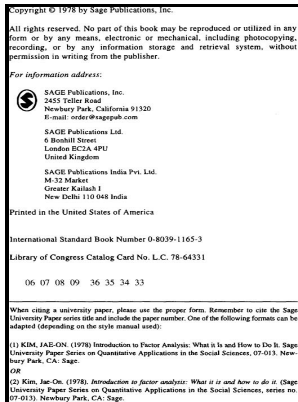 Copyright © 1978 by Sage Publications, Inc.
All rights reserved. No part of this book may be reproduced or utilized in any
form or by any means, electronic or mechanical, including photocopying,
recording, or by any information storage and retrieval system, without
permission in writing from the publisher.
For information address:
S
SAGE Publications, Inc.
2455 Teller Road
Newbury Park, California 91320
E-mail: order@sagepub.com
SAGE Publications Ltd.
6 Bonhill Street
London EC2A 4PU
United Kingdom
SAGE Publications India Pvt. Ltd.
M-32 Market
Greater Kailash I
New Delhi 110 048 India
Printed in the United States of America
International Standard Book Number 0-8039-1165-3
Library of Congress Catalog Card No. L.C. 78-64331
06 07 08 09 36 35 34 33
When citing a university paper, please use the proper form. Remember to cite the Sage
University Paper series title and include the paper number. One of the following formats can be
adapted (depending on the style manual used):
(1) KIM, JAE-ON. (1978) Introduction to Factor Analysis: What it Is and How to Do It. Sage
University Paper Series on Quantitative Applications in the Social Sciences, 07-013. New-
bury Park, CA: Sage.
OR
(2) Kim, Jae-On. (1978). Introduction to factor analysis: What it is and how to do it. (Sage
University Paper Series on Quantitative Applications in the Social Sciences, series no.
07-013). Newbury Park, CA: Sage.